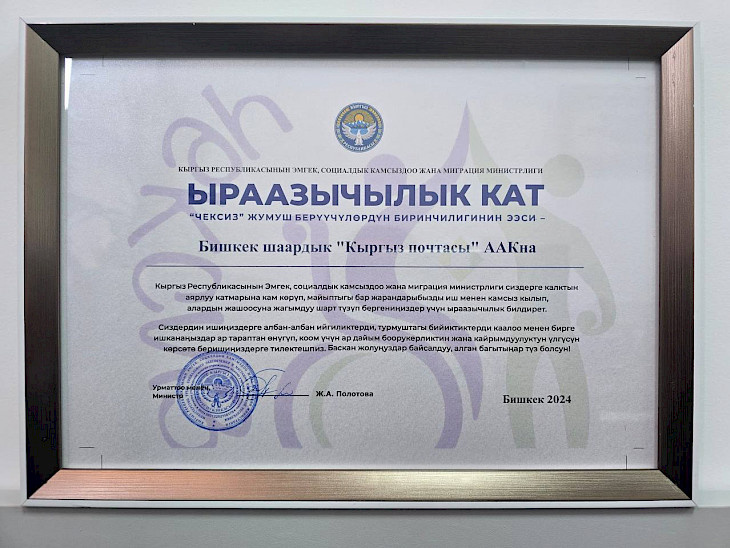 КЫРГЫЗ РЕСПУБЛИКАСЫНЫН ЭМГЕК, СОЦИАЛДЫК КАМСЫЗДОО ЖАНА МИГРАЦИЯ МИНИСТРЛИГИ
ЫРААЗЫЧЫЛЫК КАТ
“ЧЕКСИЗ” ЖУМУШ БЕРҮҮЧҮЛӨРДҮН БИРИНЧИЛИГИНИН ЭЭСИ –
Бишкек шаардык "Кыргыз почтасы" ААКна
Кыргыз Республикасынын Эмгек, социалдык камсыздоо жана миграция министрлиги сиздерге калктын
аярлуу катмарына кам көрүп, майыптыгы бар жарандарыбызды иш менен камсыз кылып,
алардын жашоосуна жагымдуу шарт түзүп бергениңиздер үчүн ыраазычылык билдирет.
Сиздердин ишиңиздерге албан-албан ийгиликтерди, турмуштагы бийиктиктерди каалоо менен бирге
ишканаңыздар ар тараптан өнүгүп, коом үчүн ар дайым боорукерликтин жана кайрымдуулуктун үлгүсүн
көрсөтө беришиңиздерге тилектешпиз. Баскан жолуңуздар байсалдуу, алган багытыңар түз болсун!
Урматтоо менен,
Министр Ж.А. Полотова
Бишкек 2024